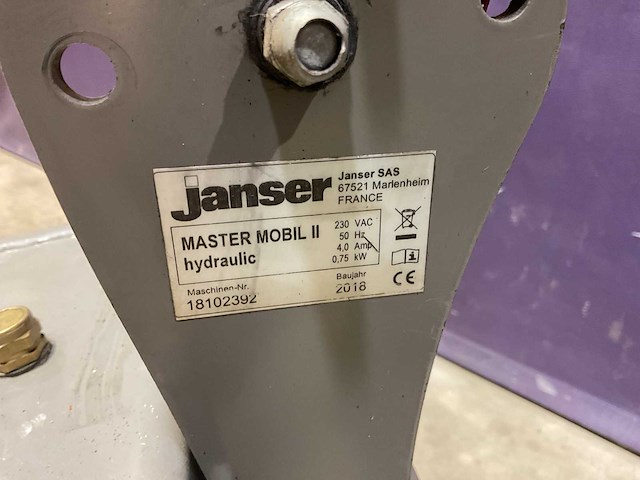 janser
Janser SAS
67521 Marlenheim
FRANCE
MASTER MOBIL II
hydraulic
230 VAC
50 Hz
4,0 Amp
0,75 kW
Maschinen-Nr.
18102392
Baujahr
2018
CE